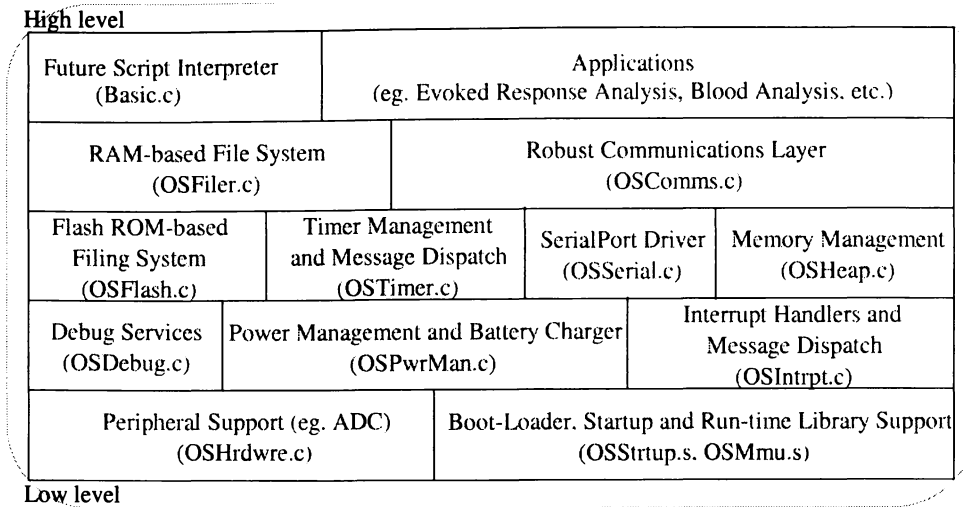 High level
Future Script Interpreter
(Basic.c)
Applications
(eg. Evoked Response Analysis, Blood Analysis, etc.)
RAM-based File System
(OSFiler.c)
Robust Communications Layer
(OSComms.c)
Flash ROM-based
Filing System
(OSFlash.c)
Timer Management
and Message Dispatch
(OSTimer.c)
SerialPort Driver
(OSSerial.c)
Memory Management
(OSHeap.c)
Debug Services
(OSDebug.c)
Power Management and Battery Charger
(OSPwrMan.c)
Interrupt Handlers and
Message Dispatch
(OSIntrpt.c)
Peripheral Support (eg. ADC)
(OSHrdwre.c)
Boot-Loader, Startup and Run-time Library Support
(OSStrtup.s, OSMmu.s)
Low level